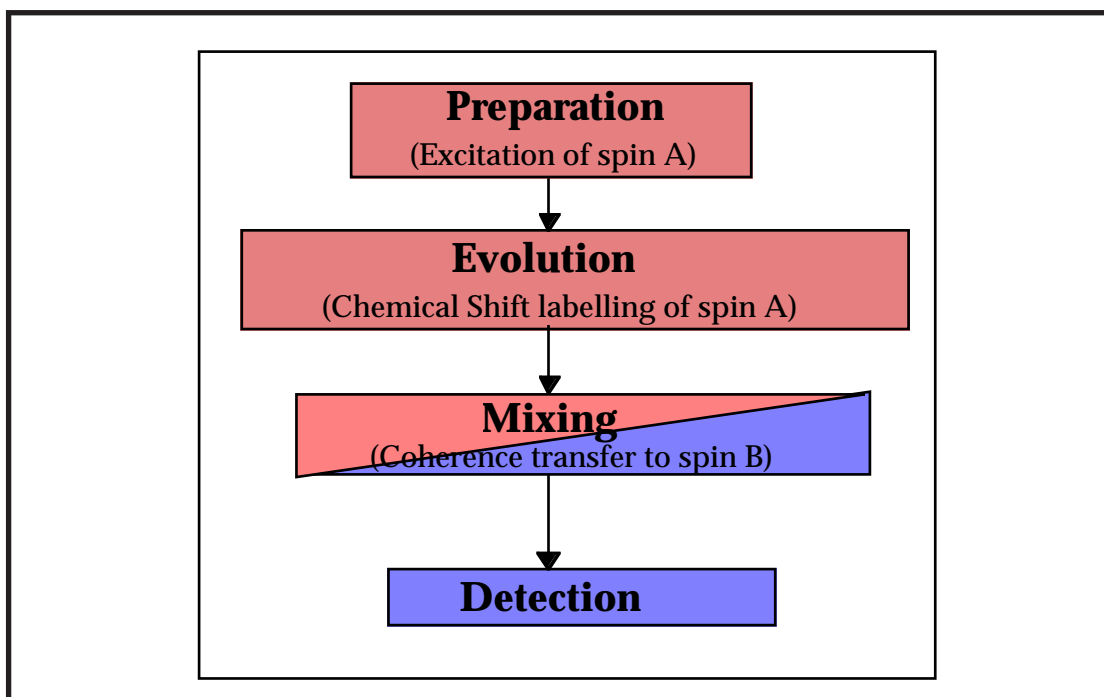 Preparation
(Excitation of spin A)
Evolution
(Chemical Shift labelling of spin A)
Mixing
(Coherence transfer to spin B)
Detection